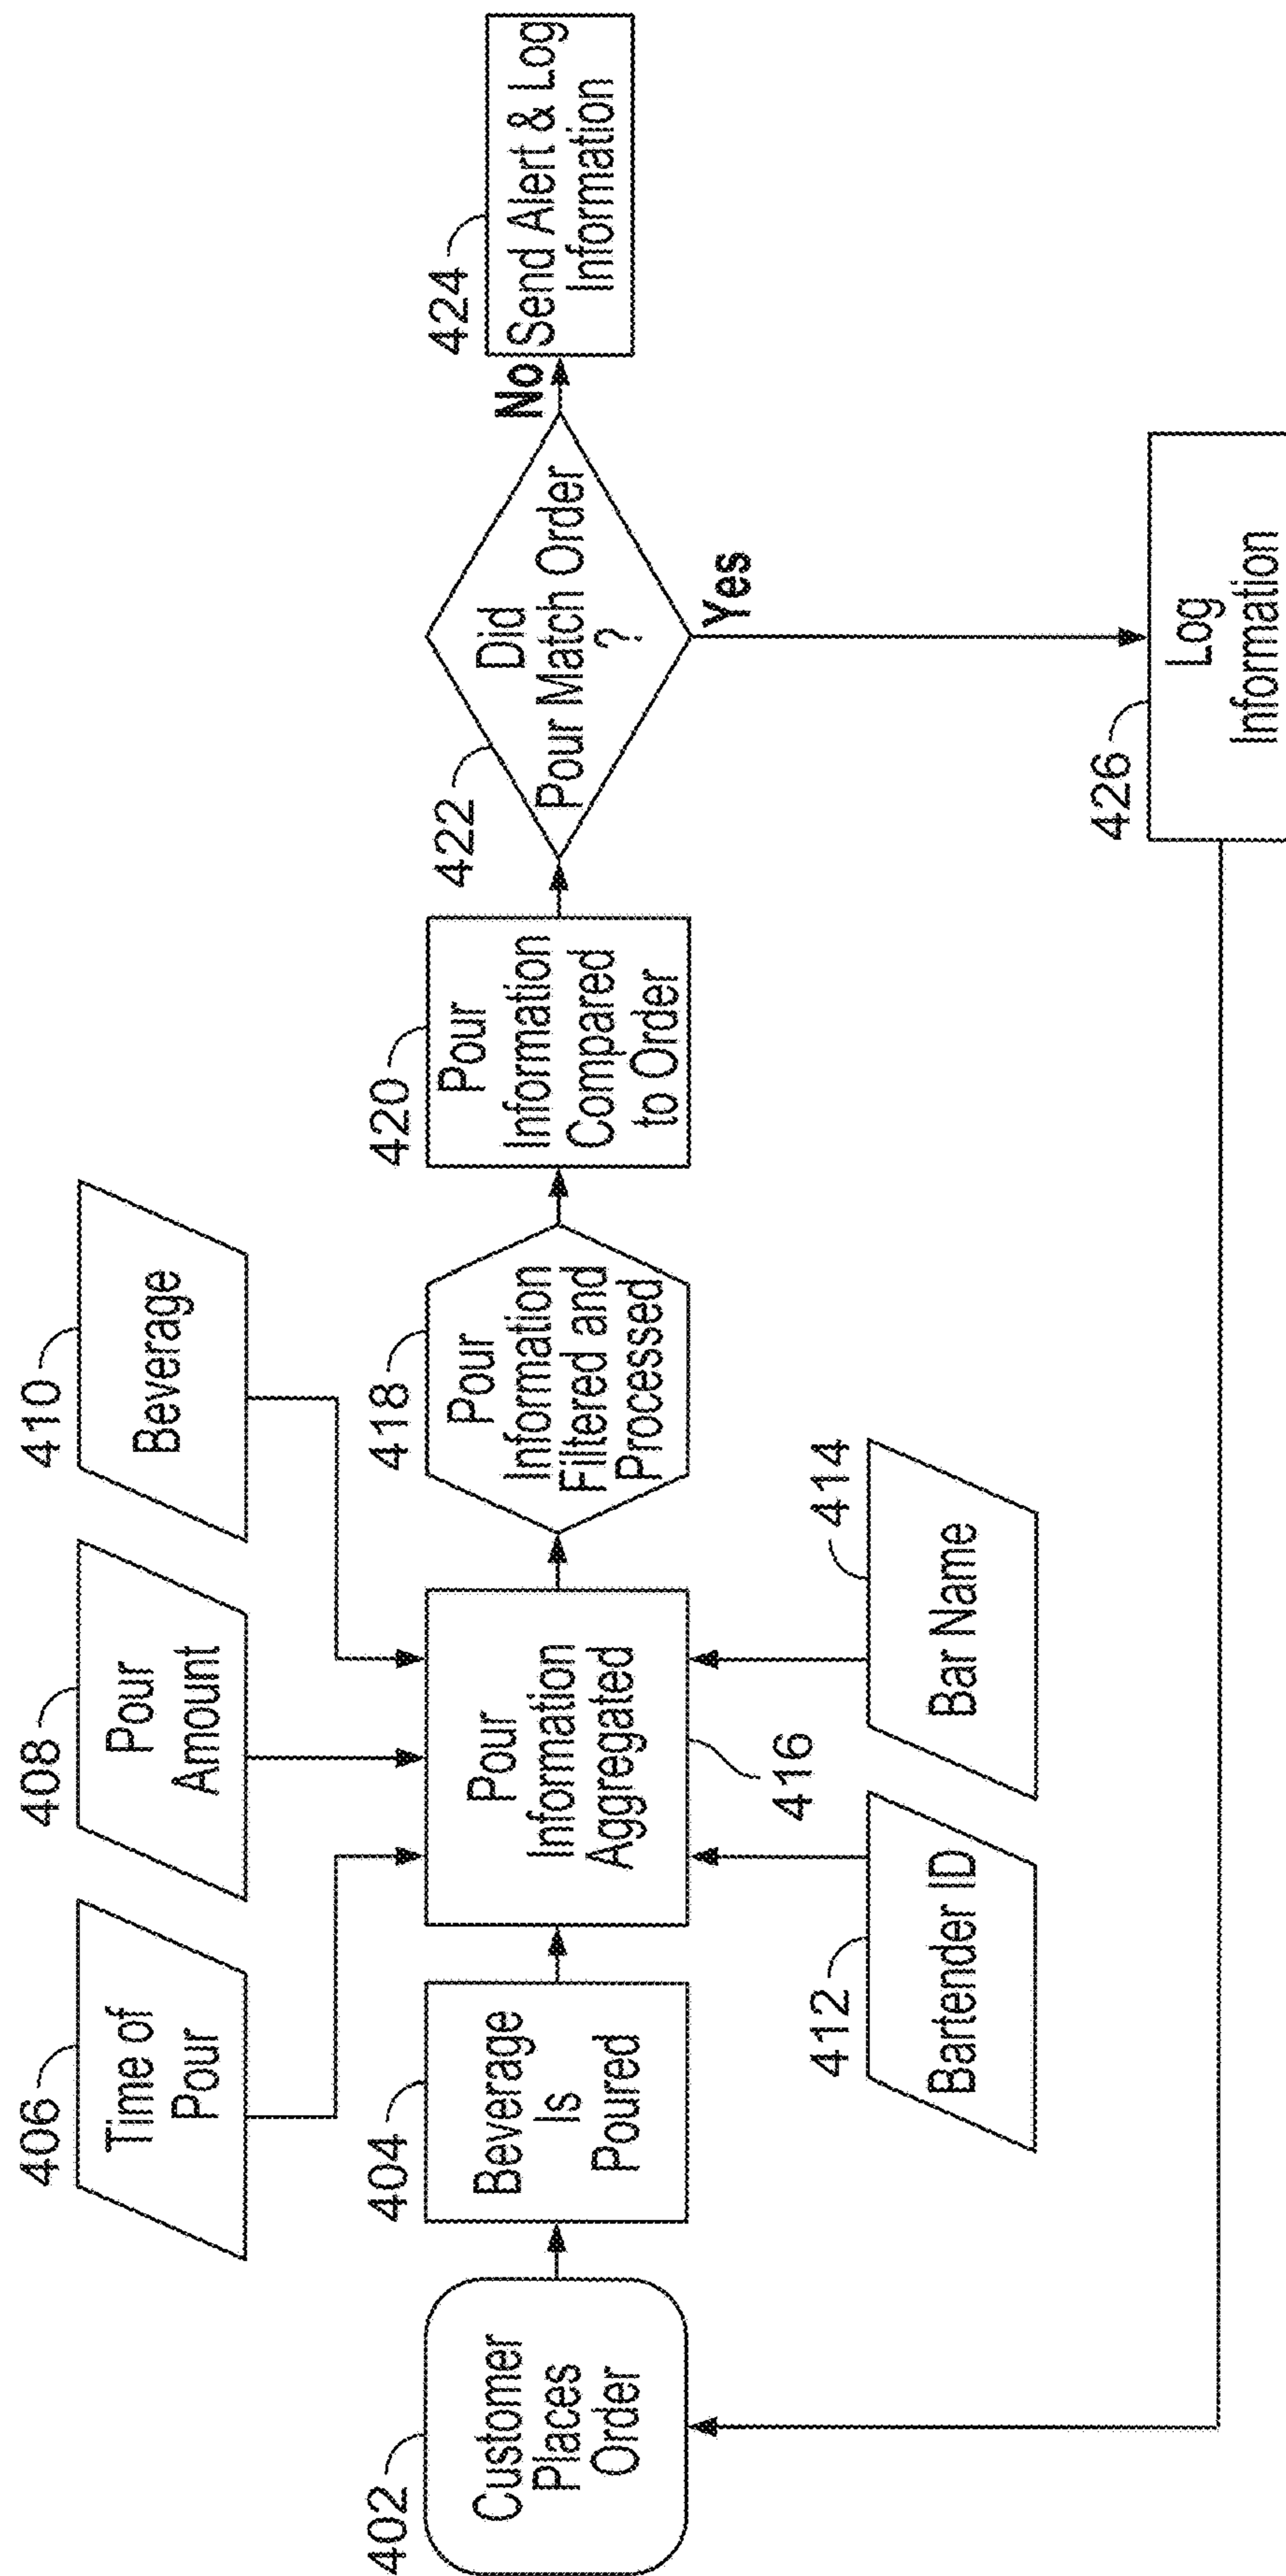 406
Time of
Pour
408
Pour
Amount
410
Beverage
402
Customer
Places
Order
404
Beverage
Is
Poured
Pour
Information
Aggregated
416
418
Pour
Information
Filtered and
Processed
420
Pour
Information
Compared
to Order
422
Did
Pour Match Order
?
No
Yes
424
Send Alert & Log
Information
412
Bartender ID
414
Bar Name
426
Log
Information